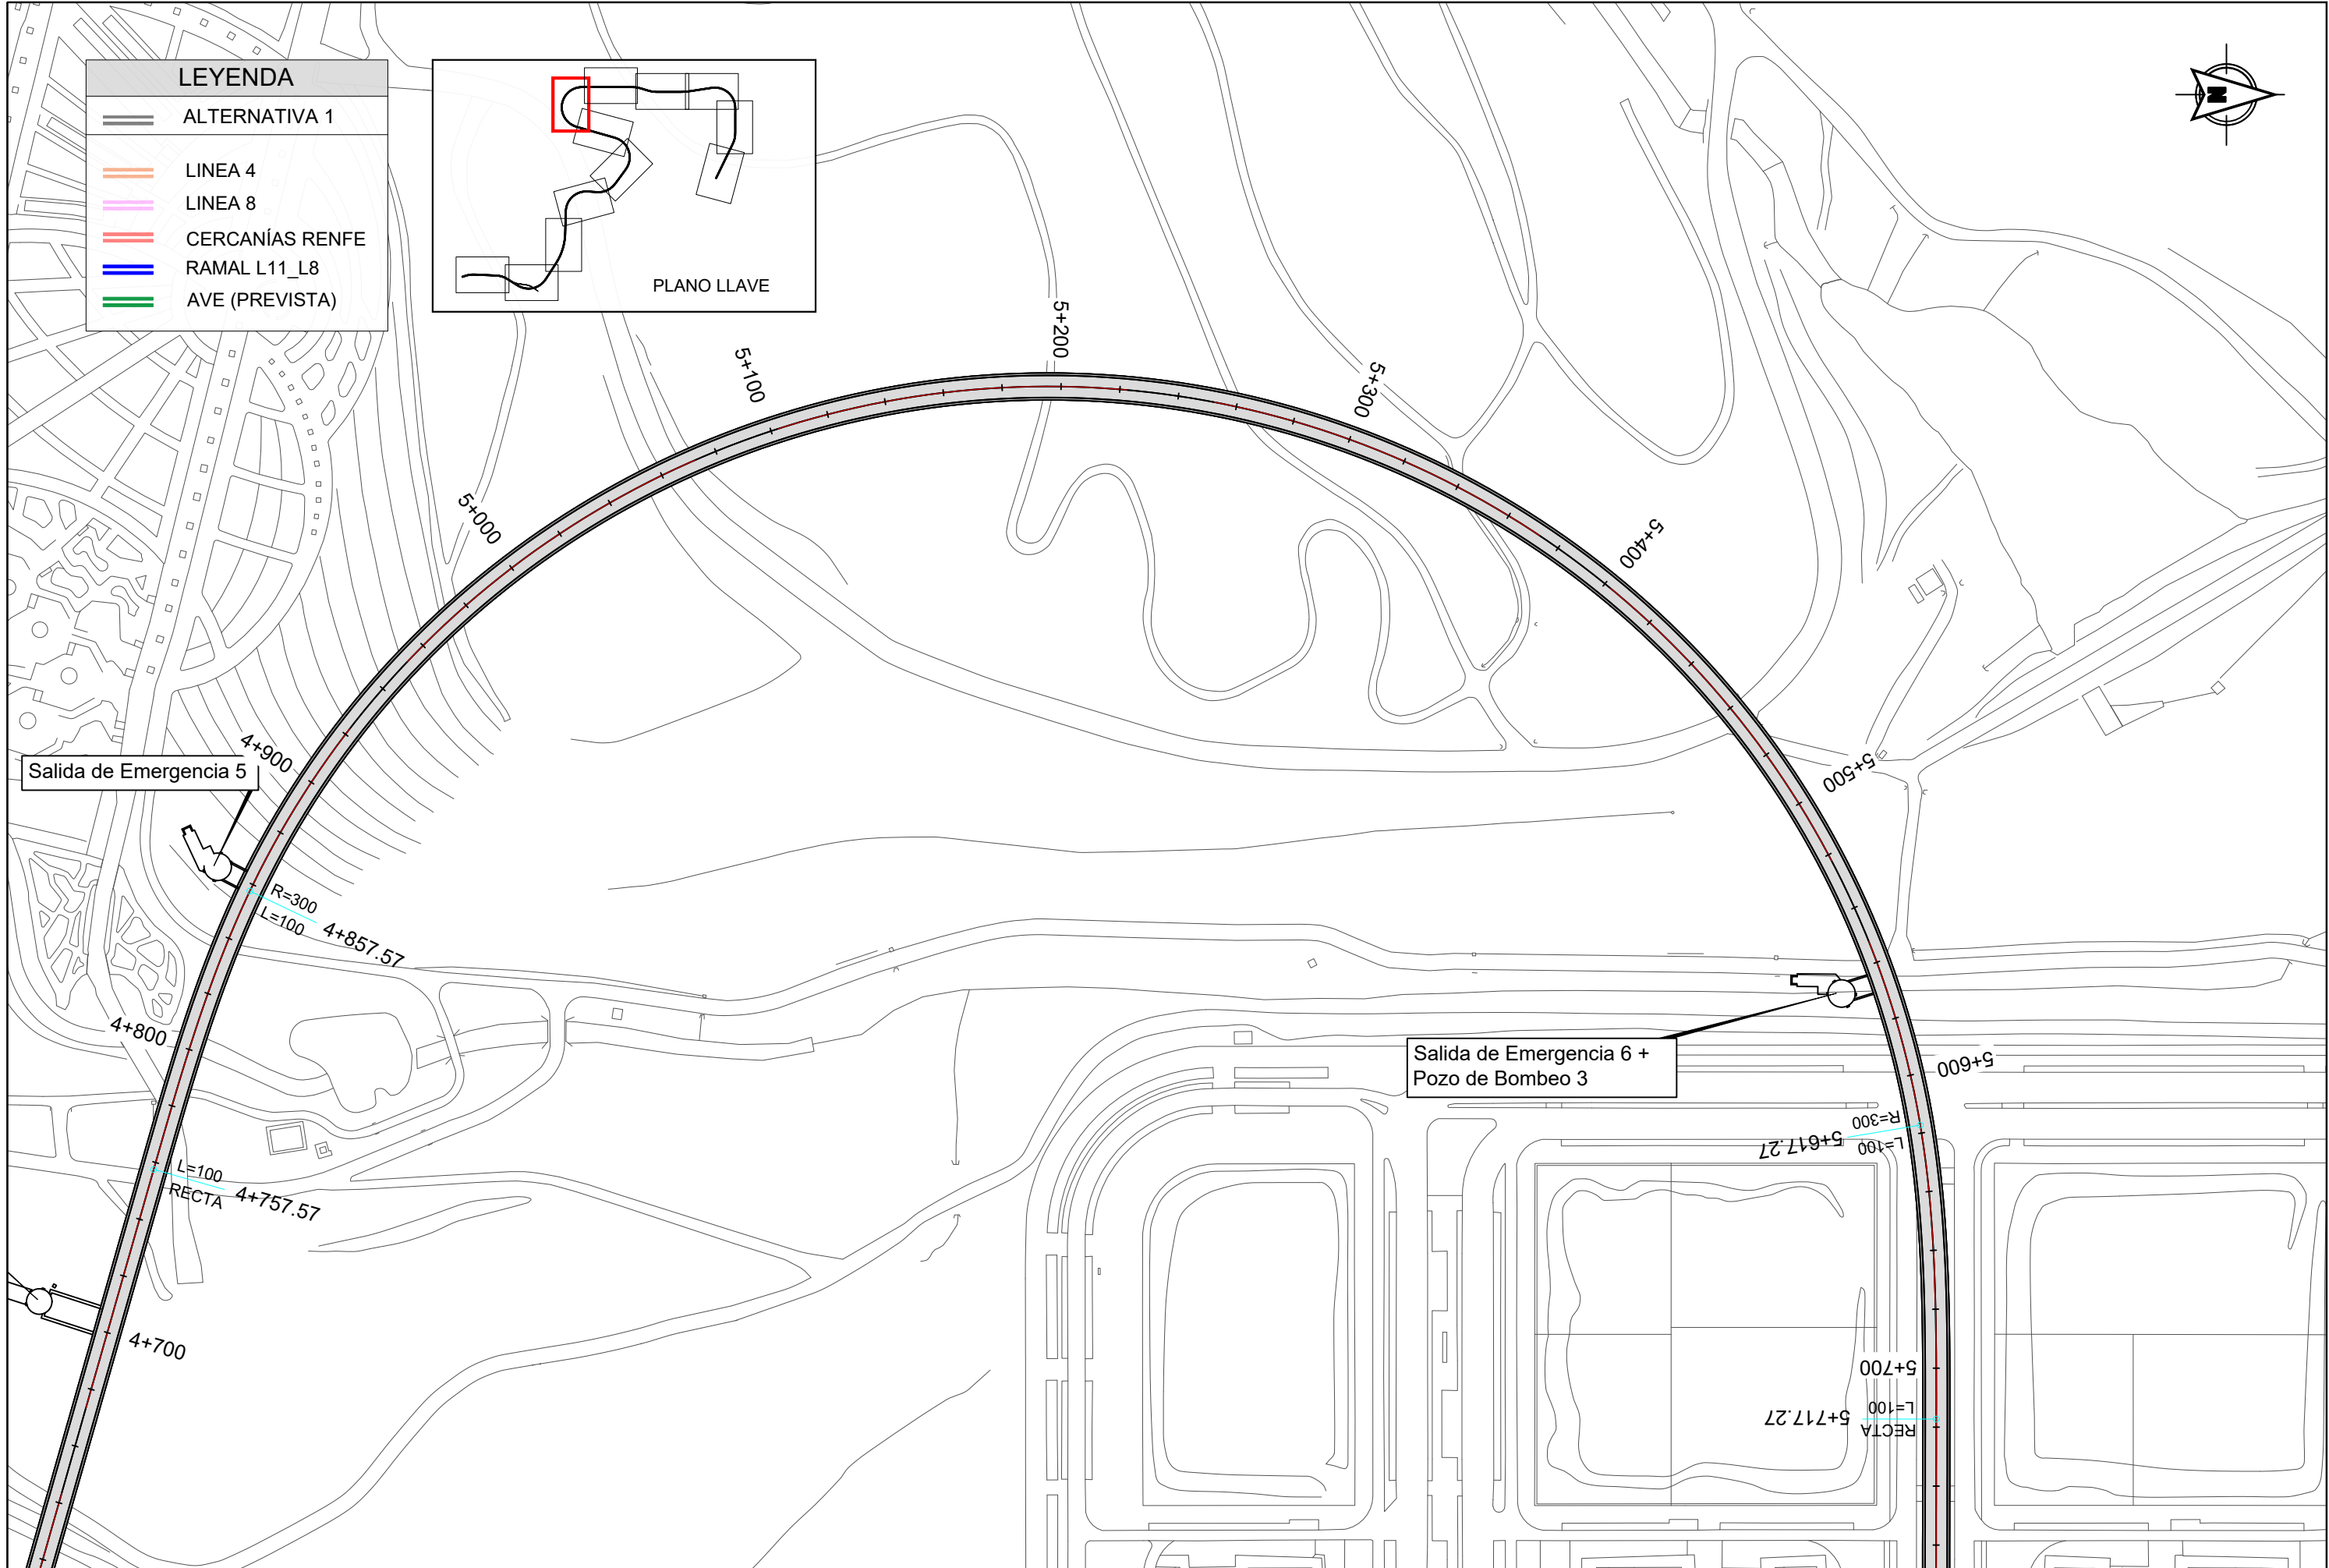 LEYENDA
ALTERNATIVA 1
LINEA 4
LINEA 8
CERCANÍAS RENFE
RAMAL L11_L8
AVE (PREVISTA)
PLANO LLAVE
N
5+200
5+100
5+300
5+000
5+400
4+900
5+500
Salida de Emergencia 5
R=300
L=100
4+857.57
4+800
Salida de Emergencia 6 +
Pozo de Bombeo 3
5+600
R=300
L=100
5+617.27
L=100
RECTA
4+757.57
4+700
5+700
L=100
RECTA
5+717.27